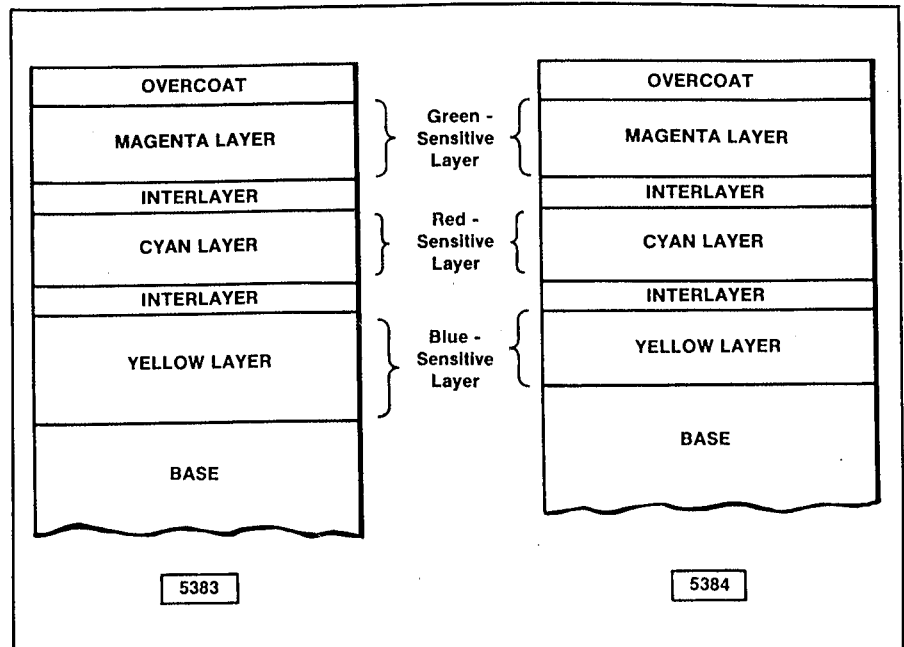 OVERCOAT
MAGENTA LAYER
INTERLAYER
CYAN LAYER
INTERLAYER
YELLOW LAYER
BASE
5383
Green -
Sensitive
Layer
Red -
Sensitive
Layer
Blue -
Sensitive
Layer
OVERCOAT
MAGENTA LAYER
INTERLAYER
CYAN LAYER
INTERLAYER
YELLOW LAYER
BASE
5384